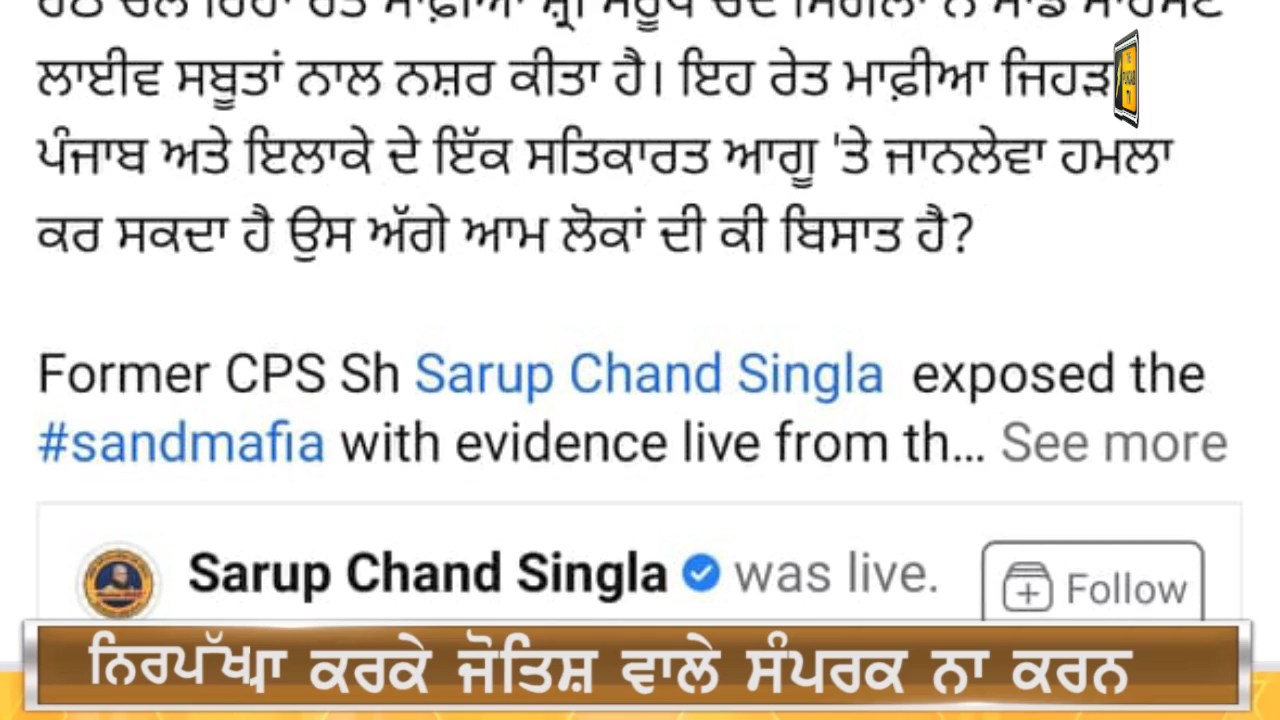 ਲਾਈਵ ਸਬੂਤਾਂ ਨਾਲ ਨਸ਼ਰ ਕੀਤਾ ਹੈ। ਇਹ ਰੇਤ ਮਾਫ਼ੀਆ ਜਿਹੜ
ਪੰਜਾਬ ਅਤੇ ਇਲਾਕੇ ਦੇ ਇੱਕ ਸਤਿਕਾਰਤ ਆਗੂ 'ਤੇ ਜਾਨਲੇਵਾ ਹਮਲਾ
ਕਰ ਸਕਦਾ ਹੈ ਉਸ ਅੱਗੇ ਆਮ ਲੋਕਾਂ ਦੀ ਕੀ ਬਿਸਾਤ ਹੈ?
Former CPS Sh Sarup Chand Singla exposed the
#sandmafia with evidence live from th... See more
Sarup Chand Singla was live.
Follow
ਕਰਕੇ ਜੋਤਿਸ਼ ਵਾਲੇ ਸੰਪਰਕ ਨਾ ਕਰਨ